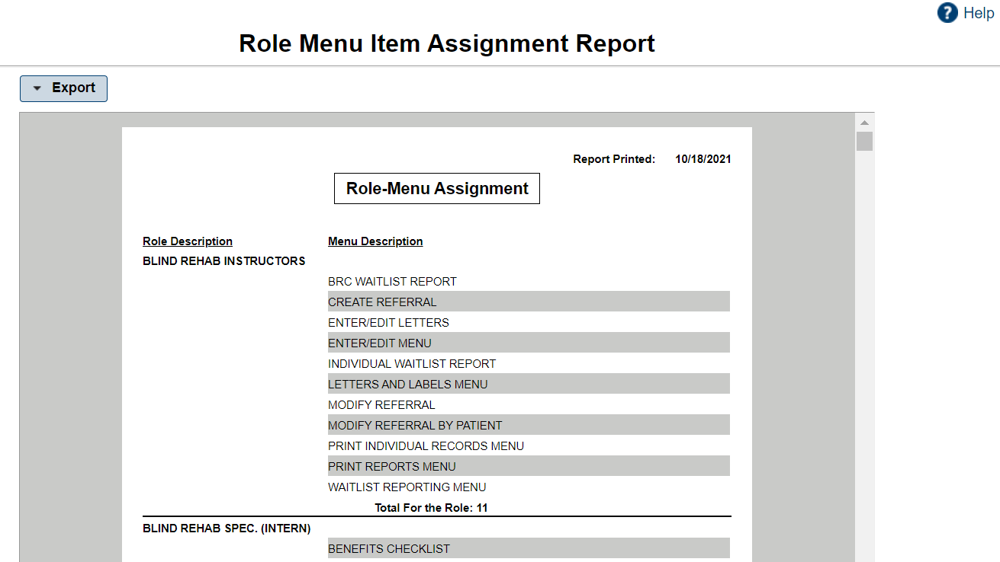 ? Help
Role Menu Item Assignment Report
Export
Report Printed: 10/18/2021
Role-Menu Assignment
Role Description Menu Description
BLIND REHAB INSTRUCTORS
BRC WAITLIST REPORT
CREATE REFERRAL
ENTER/EDIT LETTERS
ENTER/EDIT MENU
INDIVIDUAL WAITLIST REPORT
LETTERS AND LABELS MENU
MODIFY REFERRAL
MODIFY REFERRAL BY PATIENT
PRINT INDIVIDUAL RECORDS MENU
PRINT REPORTS MENU
WAITLIST REPORTING MENU
Total For the Role: 11
BLIND REHAB SPEC. (INTERN)
BENEFITS CHECKLIST